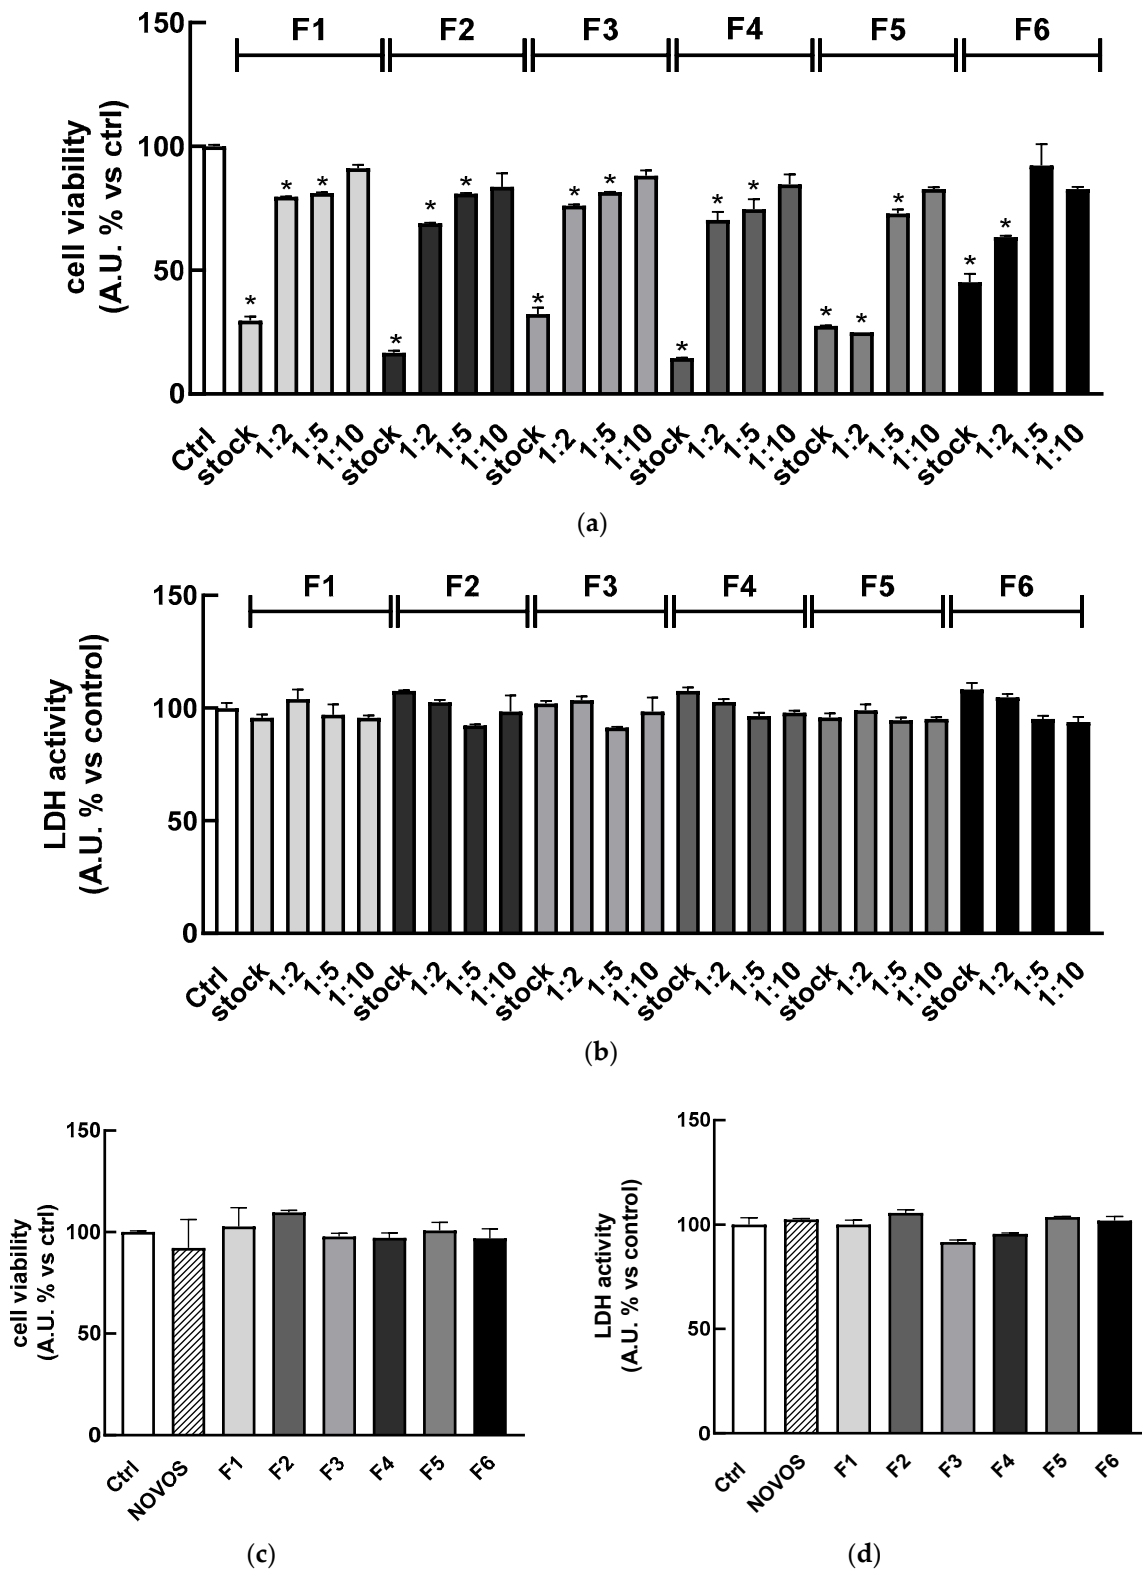 F1 F2 F3 F4 F5 F6
150
100
50
0
cell viability
(A.U. % vs ctrl)
* * * * * * * * * * * * * * * *
Ctrl stock 1:2 1:5 1:10 stock 1:2 1:5 1:10 stock 1:2 1:5 1:10 stock 1:2 1:5 1:10 stock 1:2 1:5 1:10 stock 1:2 1:5 1:10
(a)
F1 F2 F3 F4 F5 F6
150
100
50
0
LDH activity
(A.U. % vs control)
Ctrl stock 1:2 1:5 1:10 stock 1:2 1:5 1:10 stock 1:2 1:5 1:10 stock 1:2 1:5 1:10 stock 1:2 1:5 1:10 stock 1:2 1:5 1:10
(b)
150
100
50
0
cell viability
(A.U. % vs ctrl)
Ctrl NOVOS F1 F2 F3 F4 F5 F6
(c)
150
100
50
0
LDH activity
(A.U. % vs control)
Ctrl NOVOS F1 F2 F3 F4 F5 F6
(d)